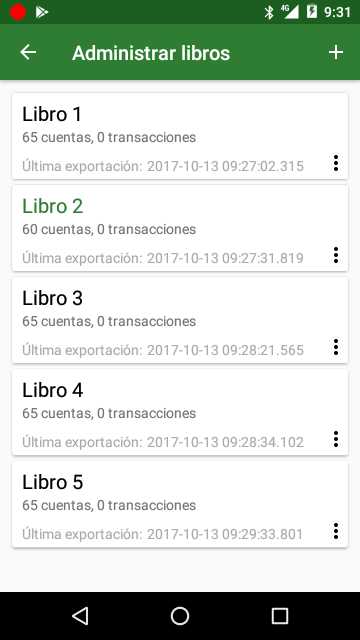 4G 9:31
Administrar libros
Libro 1
65 cuentas, 0 transacciones
Última exportación: 2017-10-13 09:27:02.315
Libro 2
60 cuentas, 0 transacciones
Última exportación: 2017-10-13 09:27:31.819
Libro 3
65 cuentas, 0 transacciones
Última exportación: 2017-10-13 09:28:21.565
Libro 4
65 cuentas, 0 transacciones
Última exportación: 2017-10-13 09:28:34.102
Libro 5
65 cuentas, 0 transacciones
Última exportación: 2017-10-13 09:29:33.801